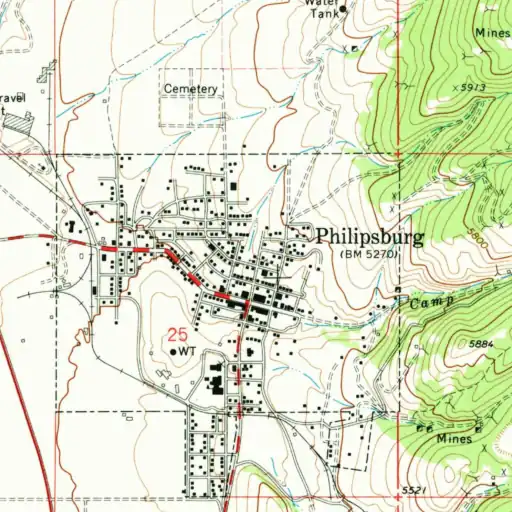 Water
Tank
Mines
5913
Cemetery
ravel
t
Philipsburg
(BM 5270)
5800
Camp
25
WT
5884
Mines
5521